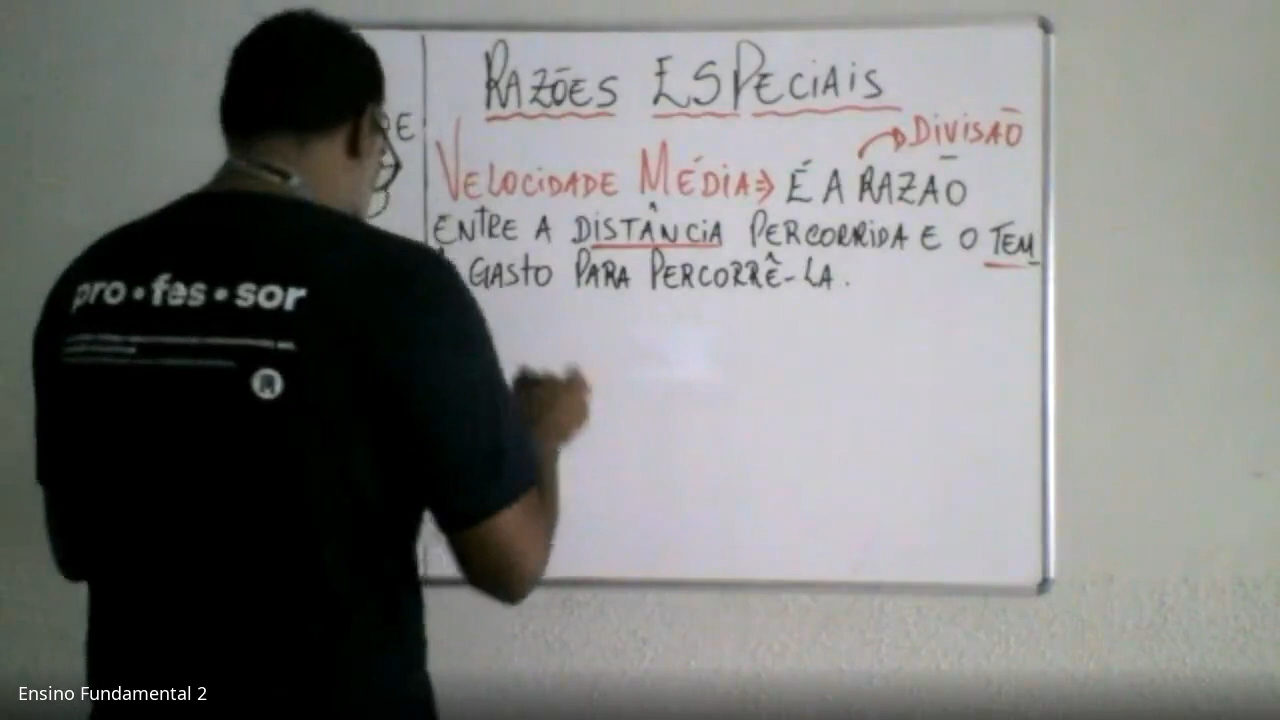 RAZÕES ESPECIAIS
DIVISÃO
VELOCIDADE MÉDIA⇒ É A RAZÃO
ENTRE A DISTÂNCIA PERCORRIDA E O TEM
GASTO PARA PERCORRÊ-LA.
E
pro•fes•sor
Ensino Fundamental 2